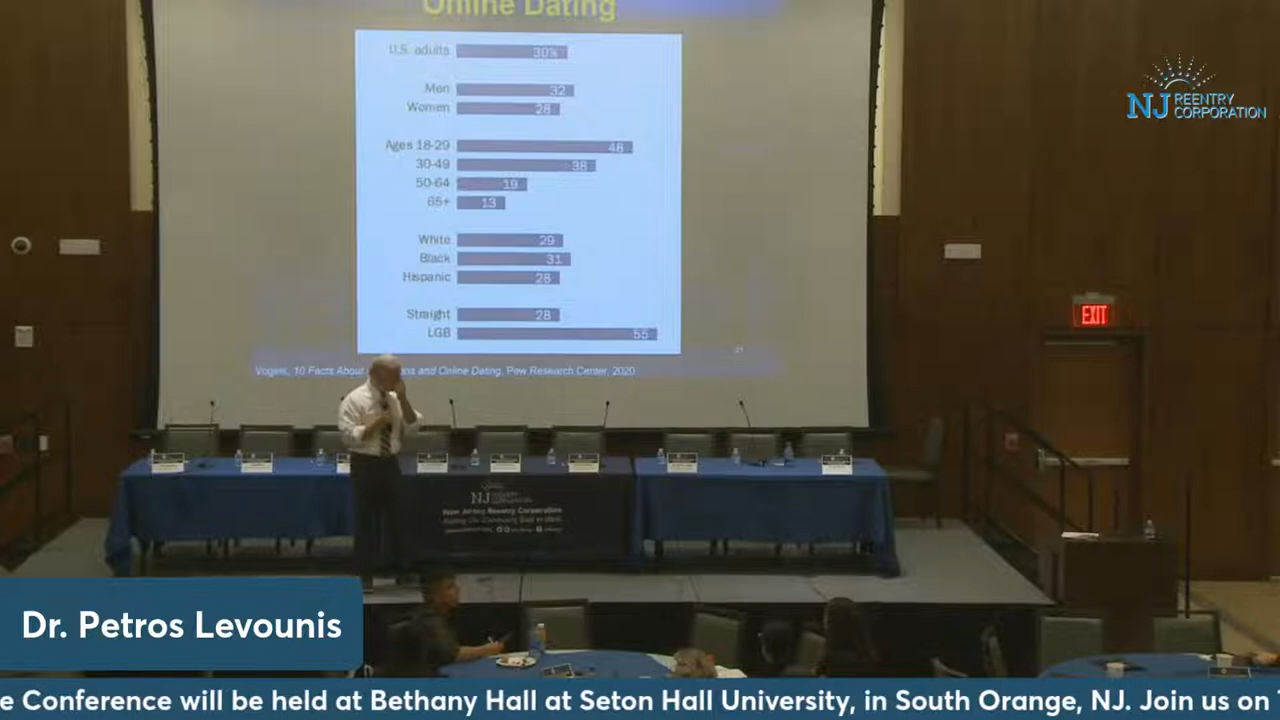 Online Dating
U.S. adults 30%
Men 32
Women 28
Ages 18-29 48
30-49 38
50-64 19
65+ 13
White 29
Black 31
Hispanic 28
Straight 28
LGB 55
21
Vogels, 10 Facts About and Online Dating, Pew Research Center, 2020
NJ REENTRY
CORPORATION
EXIT
NJ
New Jersey Reentry Corporation
Dr. Petros Levounis
e Conference will be held at Bethany Hall at Seton Hall University, in South Orange, NJ. Join us on